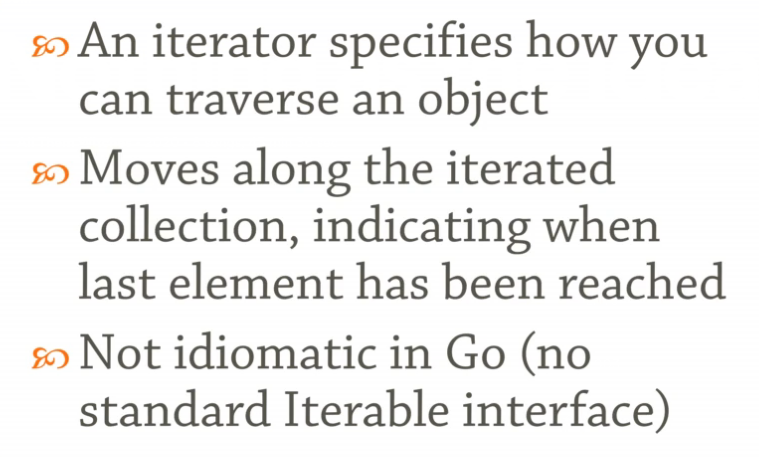 An iterator specifies how you
can traverse an object
Moves along the iterated
collection, indicating when
last element has been reached
Not idiomatic in Go (no
standard Iterable interface)